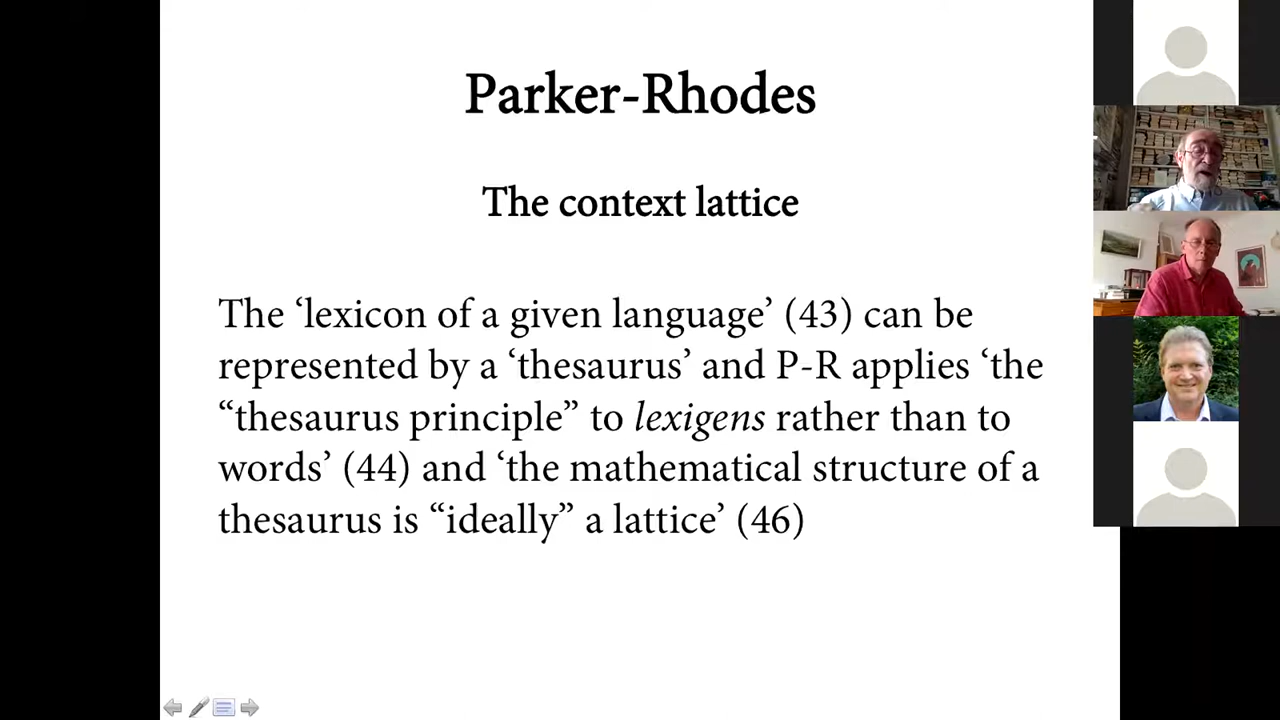 Parker-Rhodes
The context lattice
The ‘lexicon of a given language’ (43) can be
represented by a ‘thesaurus’ and P-R applies ‘the
“thesaurus principle” to lexigens rather than to
words’ (44) and ‘the mathematical structure of a
thesaurus is “ideally” a lattice’ (46)